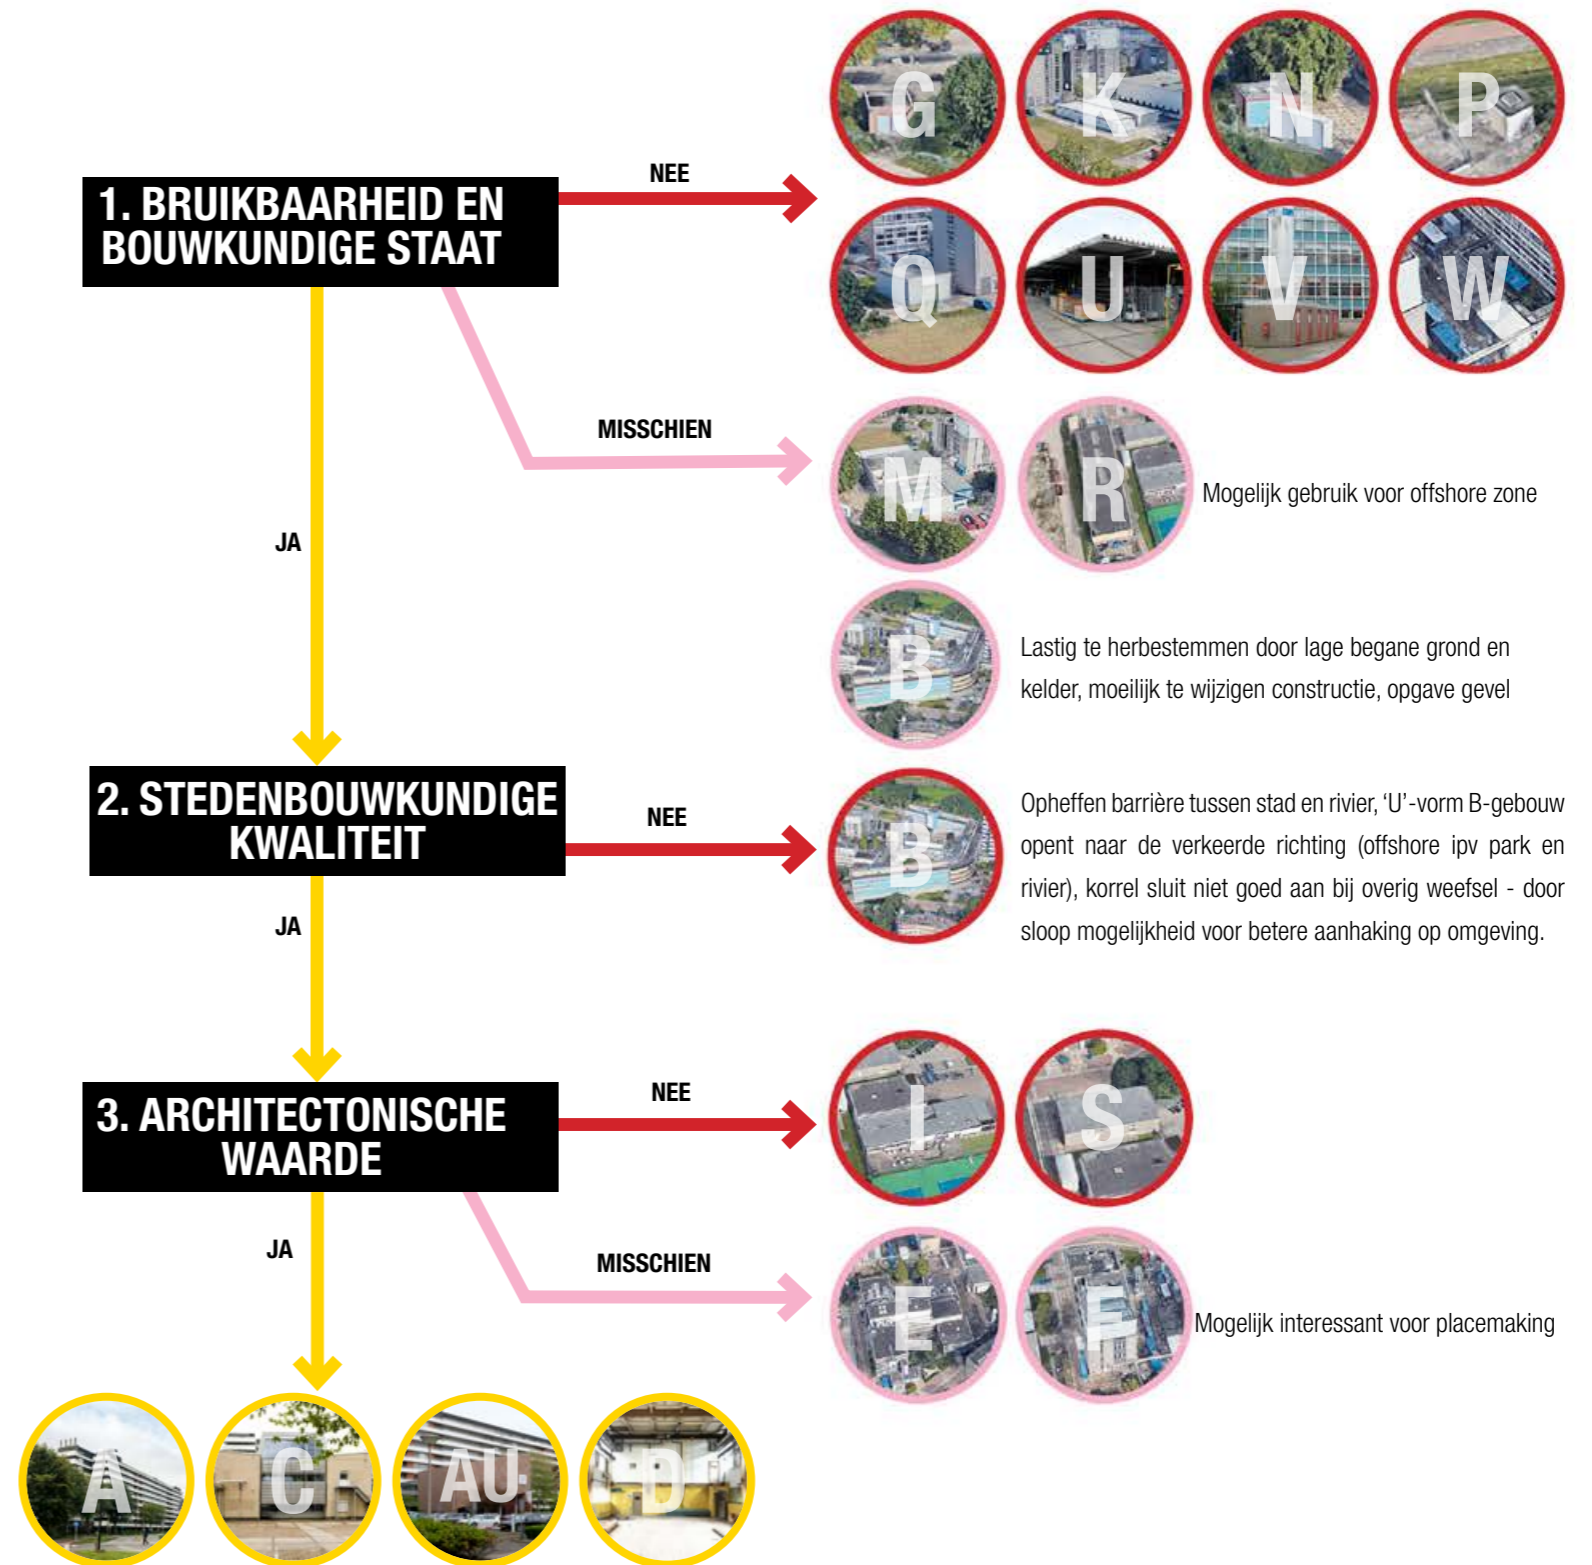 G K N P
NEE
1. BRUIKBAARHEID EN
BOUWKUNDIGE STAAT
Q U V W
MISSCHIEN
M R
Mogelijk gebruik voor offshore zone
JA
B
Lastig te herbestemmen door lage begane grond en
kelder, moeilijk te wijzigen constructie, opgave gevel
2. STEDENBOUWKUNDIGE
KWALITEIT
NEE
B
Opheffen barrière tussen stad en rivier, ‘U’-vorm B-gebouw
opent naar de verkeerde richting (offshore ipv park en
rivier), korrel sluit niet goed aan bij overig weefsel - door
sloop mogelijkheid voor betere aanhaking op omgeving.
JA
3. ARCHITECTONISCHE
WAARDE
NEE
I S
JA
MISSCHIEN
E F
Mogelijk interessant voor placemaking
A C AU D